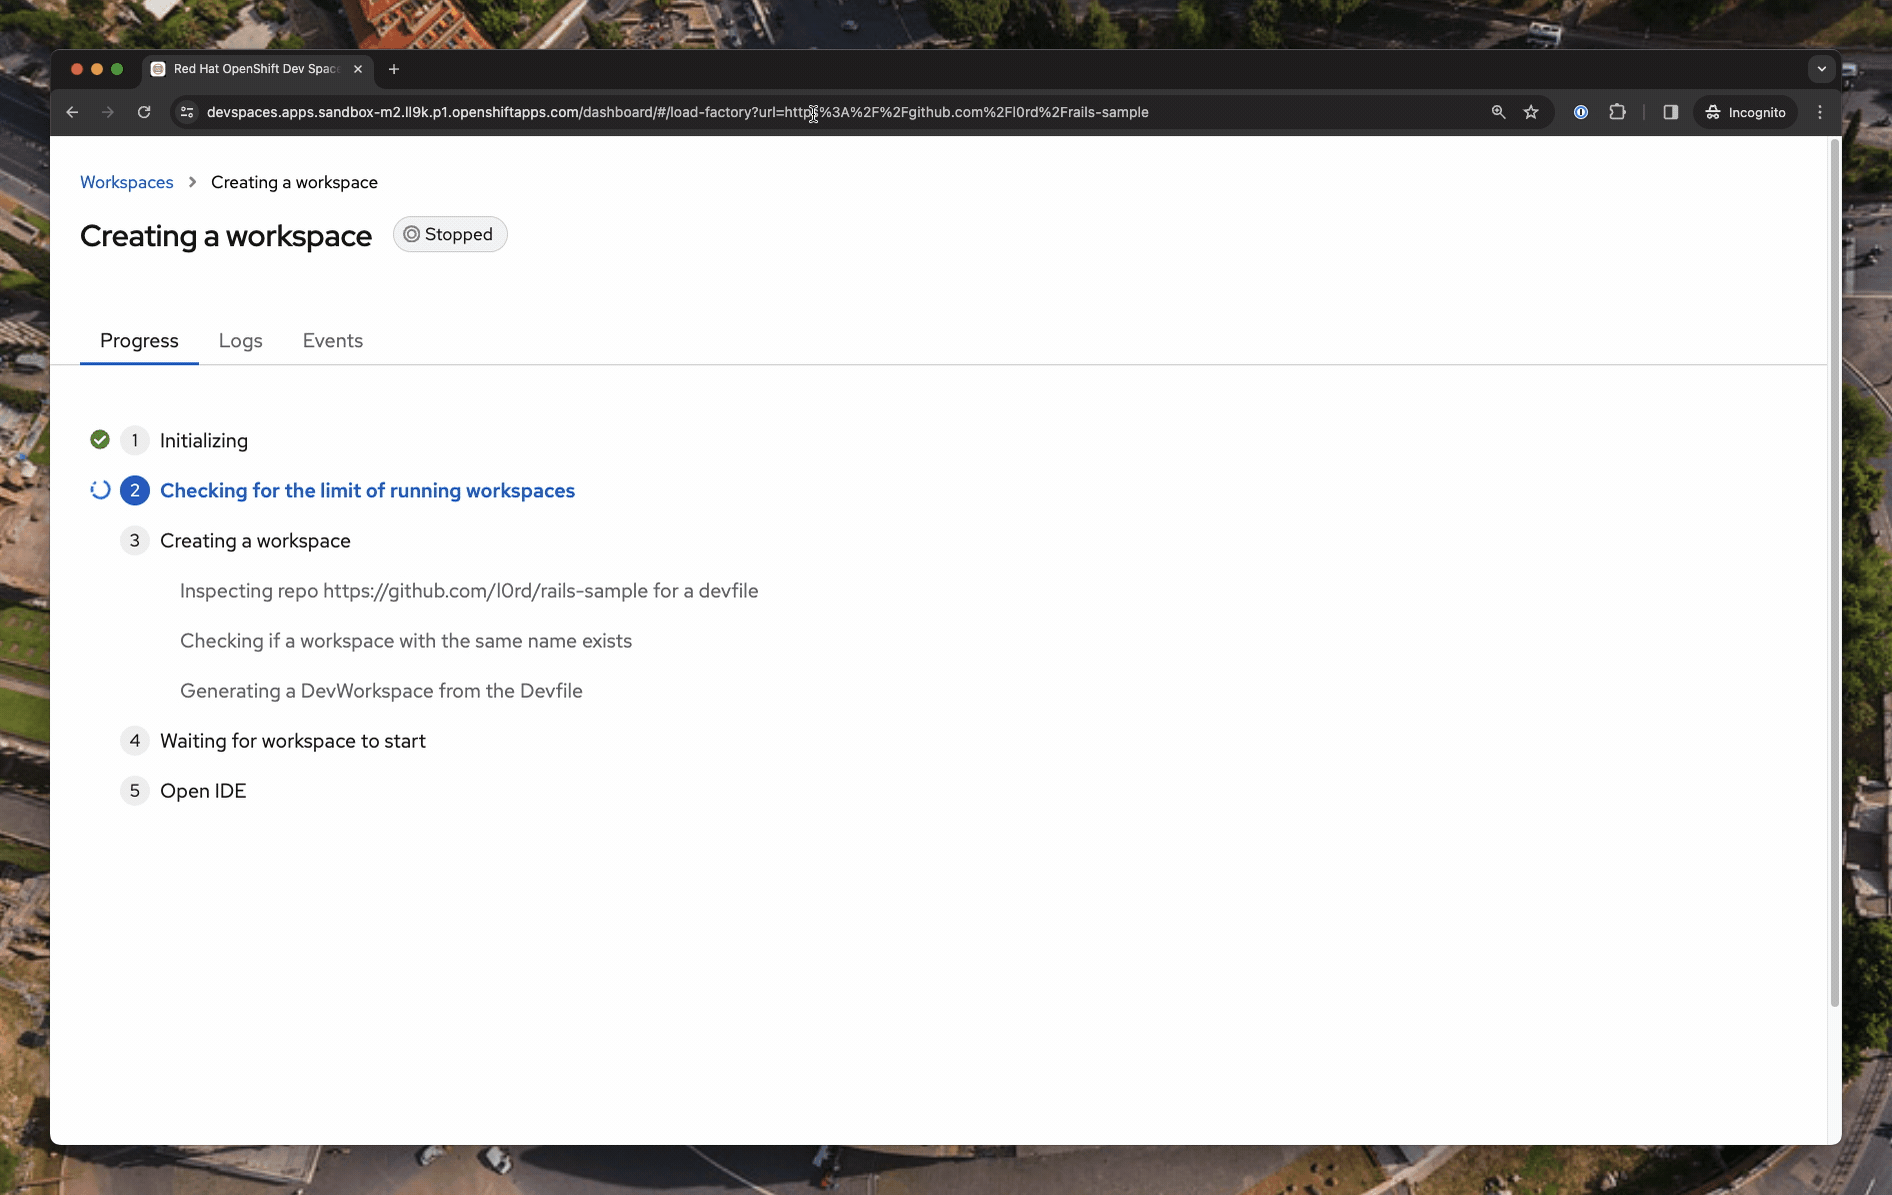 Red Hat OpenShift Dev Spac
devspaces.apps.sandbox-m2.ll9k.p1.openshiftapps.com/dashboard/#/load-factory?url=https%3A%2F%2Fgithub.com%2Fl0rd%2Frails-sample
Incognito
Workspaces > Creating a workspace
Creating a workspace
Stopped
Progress
Logs
Events
1 Initializing
2 Checking for the limit of running workspaces
3 Creating a workspace
Inspecting repo https://github.com/l0rd/rails-sample for a devfile
Checking if a workspace with the same name exists
Generating a DevWorkspace from the Devfile
4 Waiting for workspace to start
5 Open IDE